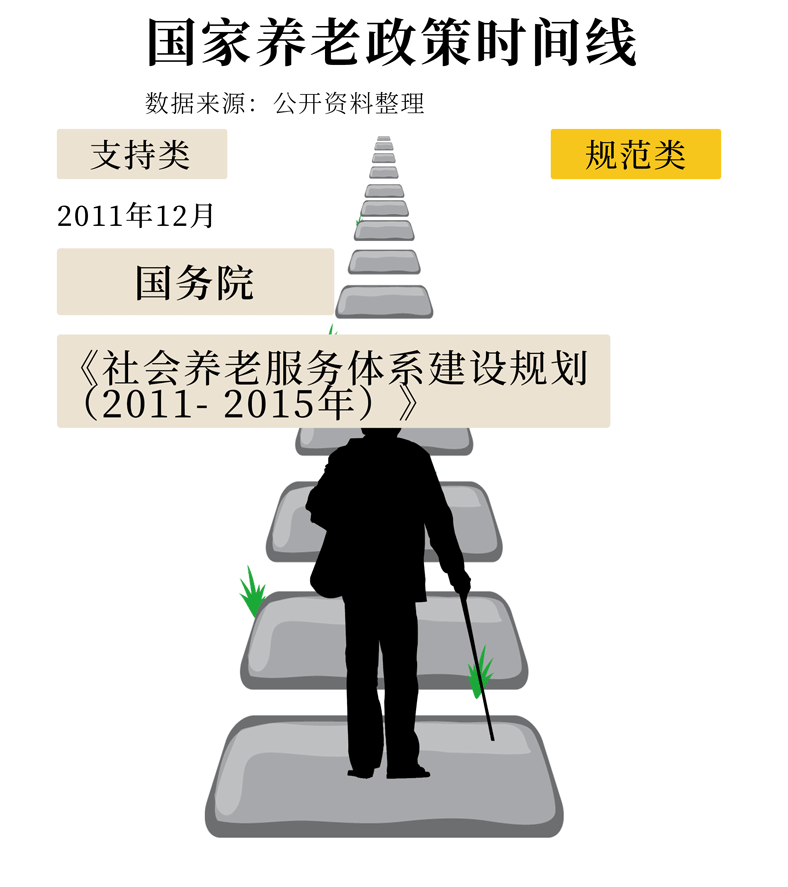 国家养老政策时间线
数据来源：公开资料整理
支持类
规范类
2011年12月
国务院
《社会养老服务体系建设规划
（2011- 2015年）》